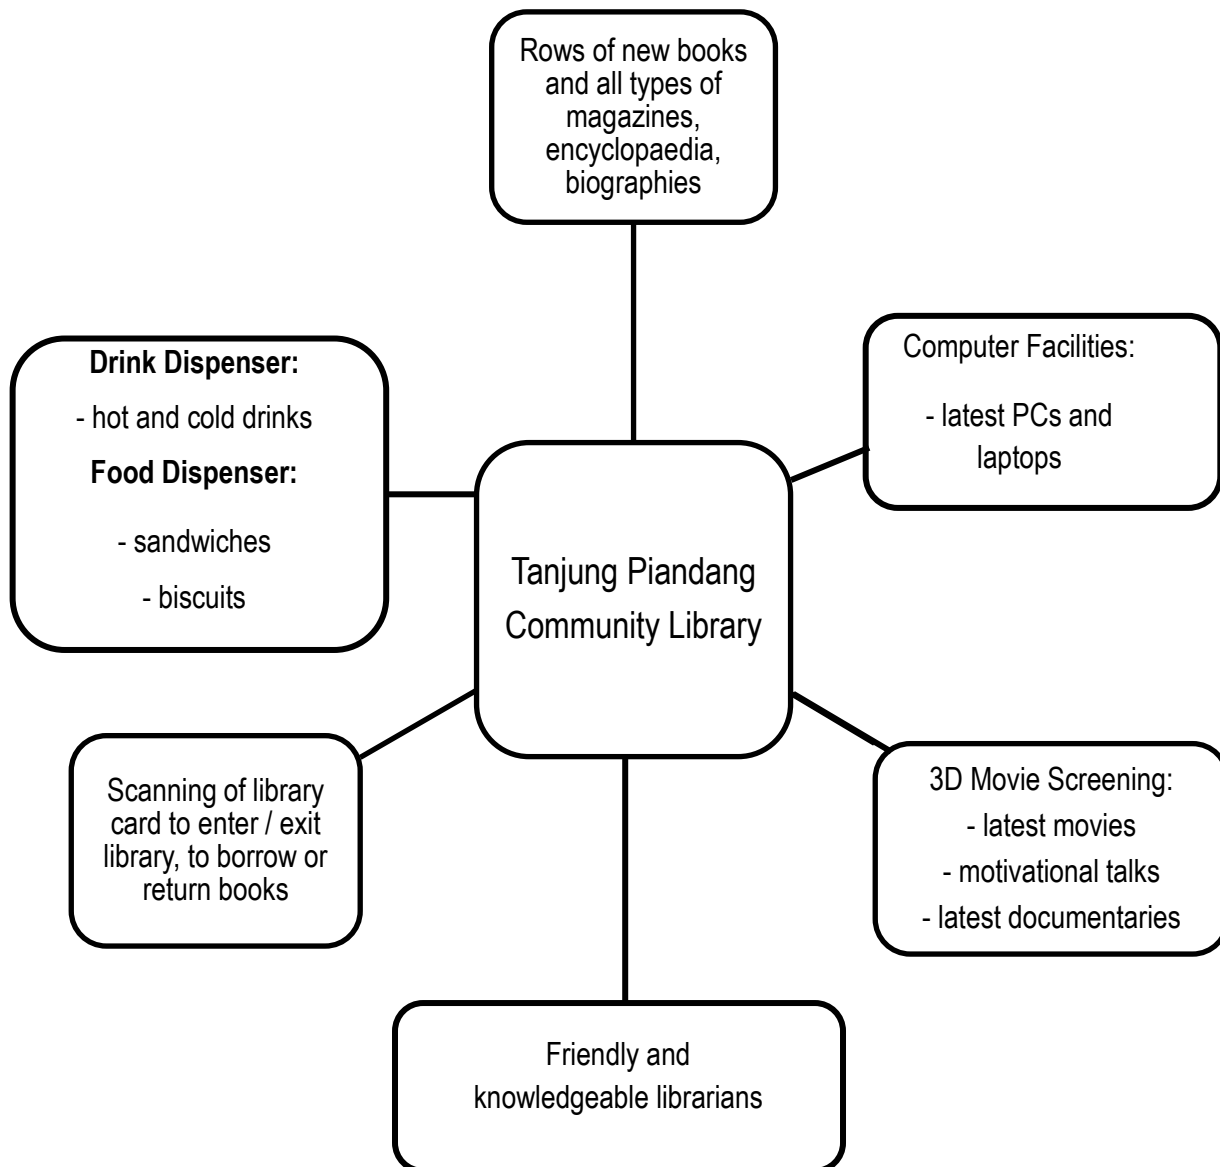 Rows of new books
and all types of
magazines,
encyclopaedia,
biographies
Drink Dispenser:
- hot and cold drinks
Food Dispenser:
- sandwiches
- biscuits
Computer Facilities:
- latest PCs and
laptops
Tanjung Piandang
Community Library
Scanning of library
card to enter / exit
library, to borrow or
return books
3D Movie Screening:
- latest movies
- motivational talks
- latest documentaries
Friendly and
knowledgeable librarians